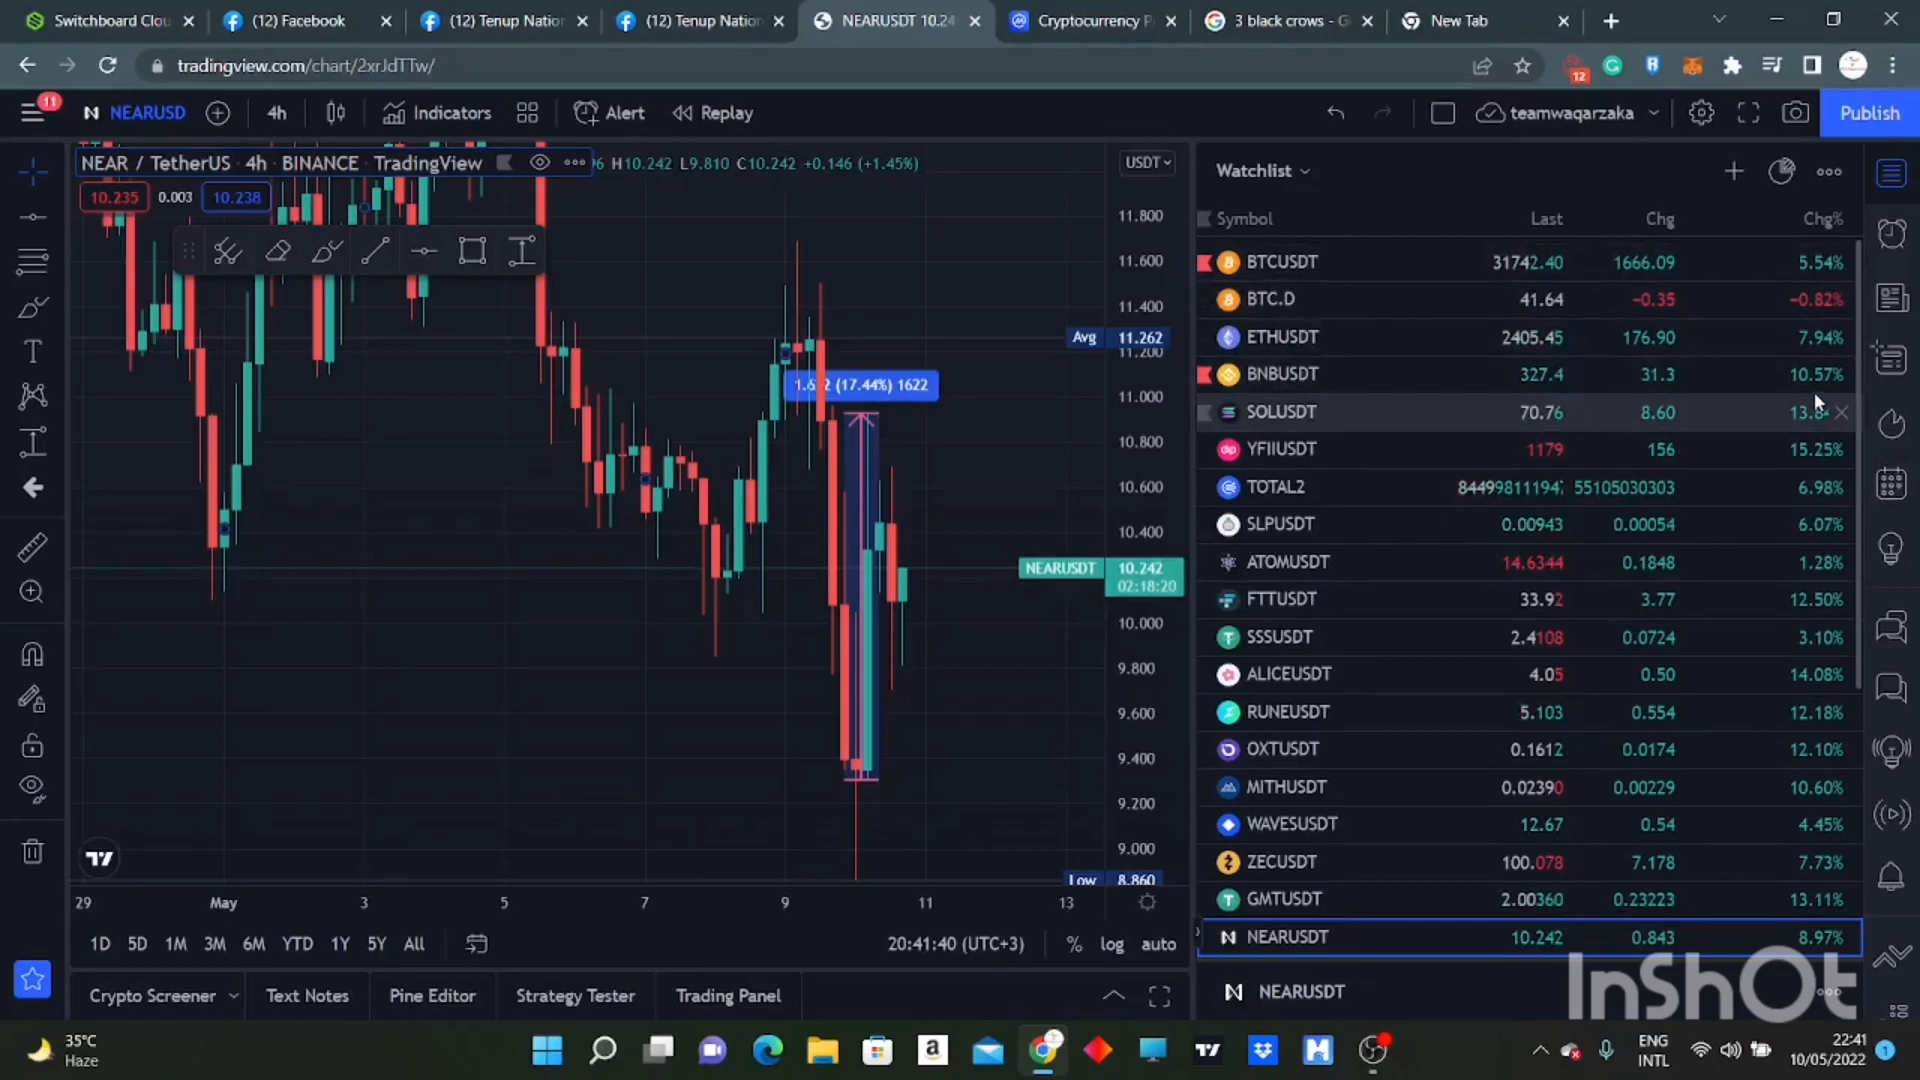 Switchboard Clou
(12) Facebook
(12) Tenup Nation
(12) Tenup Nation
NEARUSDT 10.24
Cryptocurrency P
3 black crows - G
New Tab
tradingview.com/chart/2xrJdTTw/
12
11
NEARUSD
4h
Indicators
Alert
Replay
teamwaqarzaka
Publish
NEAR / TetherUS · 4h · BINANCE · TradingView
H10.242 L9.810 C10.242 +0.146 (+1.45%)
USDT
10.235 0.003 10.238
11.800
11.600
11.400
Avg 11.262
11.200
11.000
10.800
10.600
10.400
NEARUSDT 10.242
02:18:20
10.000
9.800
9.600
9.400
9.200
9.000
Low 8.860
(17.44%) 1622
29 May 3 5 7 9 11 13
1D 5D 1M 3M 6M YTD 1Y 5Y All
20:41:40 (UTC+3) % log auto
Crypto Screener Text Notes Pine Editor Strategy Tester Trading Panel
Watchlist
Symbol Last Chg Chg%
BTCUSDT 31742.40 1666.09 5.54%
BTC.D 41.64 −0.35 −0.82%
ETHUSDT 2405.45 176.90 7.94%
BNBUSDT 327.4 31.3 10.57%
SOLUSDT 70.76 8.60
YFIIUSDT 1179 156 15.25%
TOTAL2 55105030303 6.98%
SLPUSDT 0.00943 0.00054 6.07%
ATOMUSDT 14.6344 0.1848 1.28%
FTTUSDT 33.92 3.77 12.50%
SSSUSDT 2.4108 0.0724 3.10%
ALICEUSDT 4.05 0.50 14.08%
RUNEUSDT 5.103 0.554 12.18%
OXTUSDT 0.1612 0.0174 12.10%
MITHUSDT 0.02390 0.00229 10.60%
WAVESUSDT 12.67 0.54 4.45%
ZECUSDT 100.078 7.178 7.73%
GMTUSDT 2.00360 0.23223 13.11%
NEARUSDT 10.242 0.843 8.97%
NEARUSDT
InShOt
35°C
Haze
ENG
INTL
22:41
10/05/2022
1